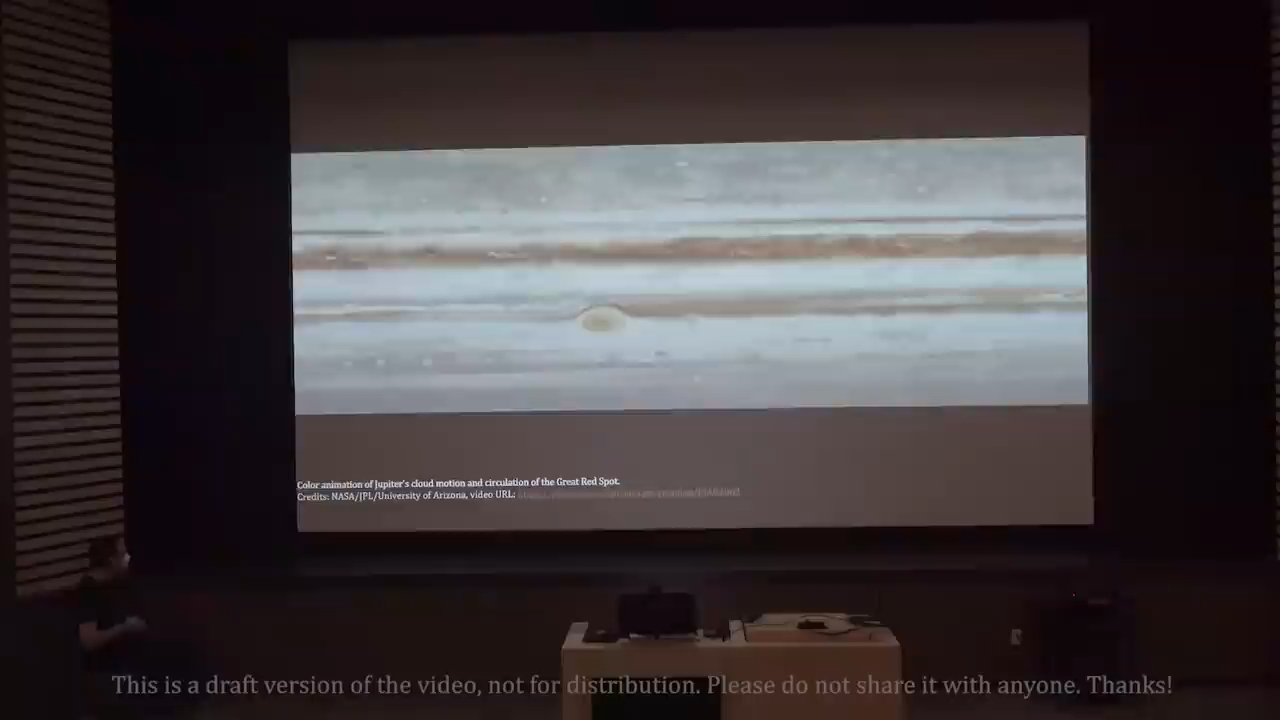 Color animation of Jupiter's cloud motion and circulation of the Great Red Spot.
Credits: NASA/JPL/University of Arizona, video URL:
This is a draft version of the video, not for distribution. Please do not share it with anyone. Thanks!